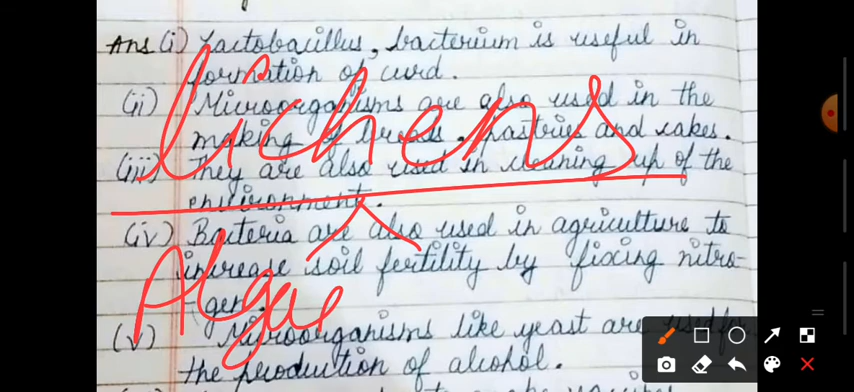 Ans (i) Lactobacillus, bacterium is useful in
formation of curd.
(ii) Microorganisms are also used in the
making of breads, pastries and cakes.
(iii) They are also used in cleaning up of the
environment.
lichens
(iv) Bacteria are also used in agriculture to
increase soil fertility by fixing nitro-
gen.
Algae
(v) Microorganisms like yeast are used for
the production of alcohol.